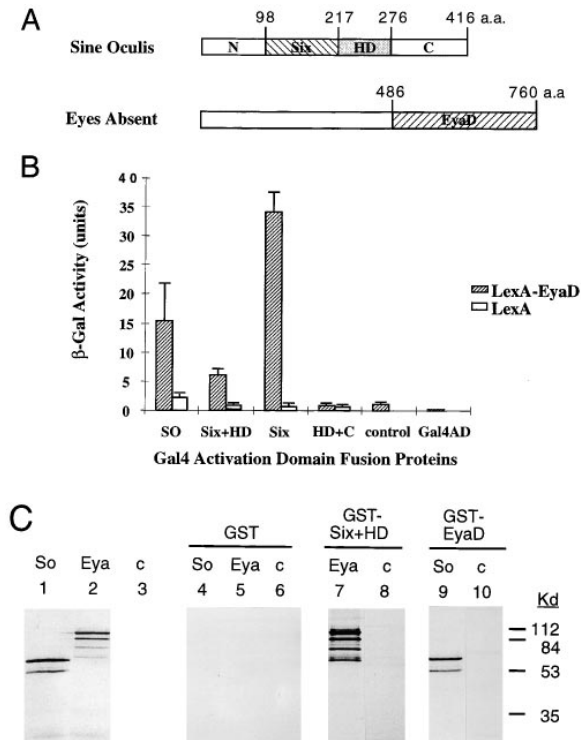 A
98 217 276 416 a.a.
Sine Oculis N Six HD C
486 760 a.a
Eyes Absent EyaD
B
β-Gal Activity (units)
40
35
30
25
20
15
10
5
0
LexA-EyaD
LexA
SO Six+HD Six HD+C control Gal4AD
Gal4 Activation Domain Fusion Proteins
C
GST GST-Six+HD GST-EyaD
So Eya c So Eya c Eya c So c
1 2 3 4 5 6 7 8 9 10
Kd
112
84
53
35